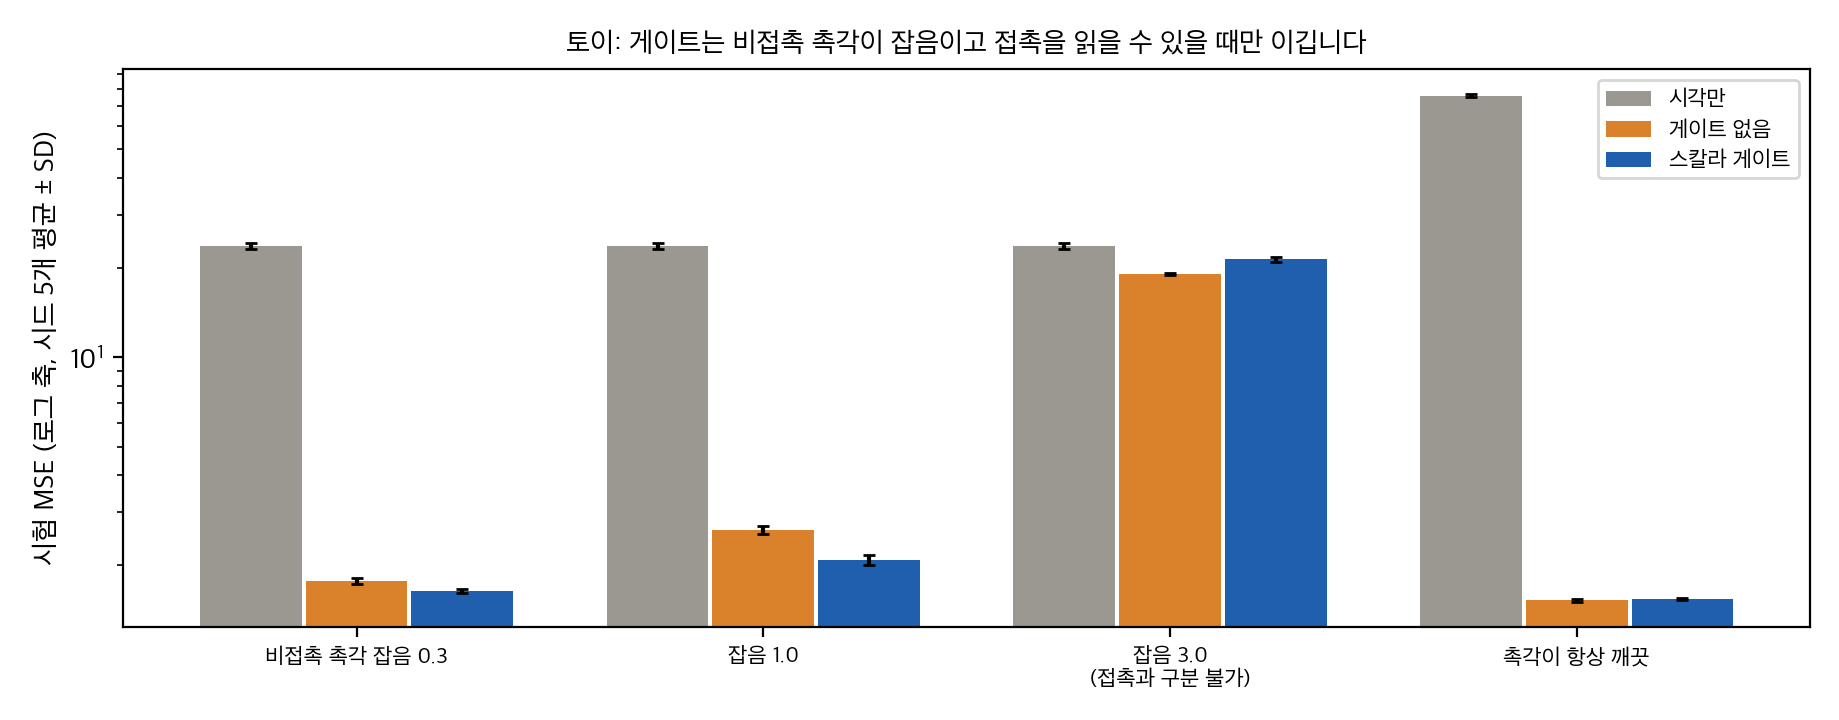 토이: 게이트는 비접촉 촉각이 잡음이고 접촉을 읽을 수 있을 때만 이깁니다
시험 MSE (로그 축, 시드 5개 평균 ± SD)
10¹
시각만
게이트 없음
스칼라 게이트
비접촉 촉각 잡음 0.3
잡음 1.0
잡음 3.0
(접촉과 구분 불가)
촉각이 항상 깨끗